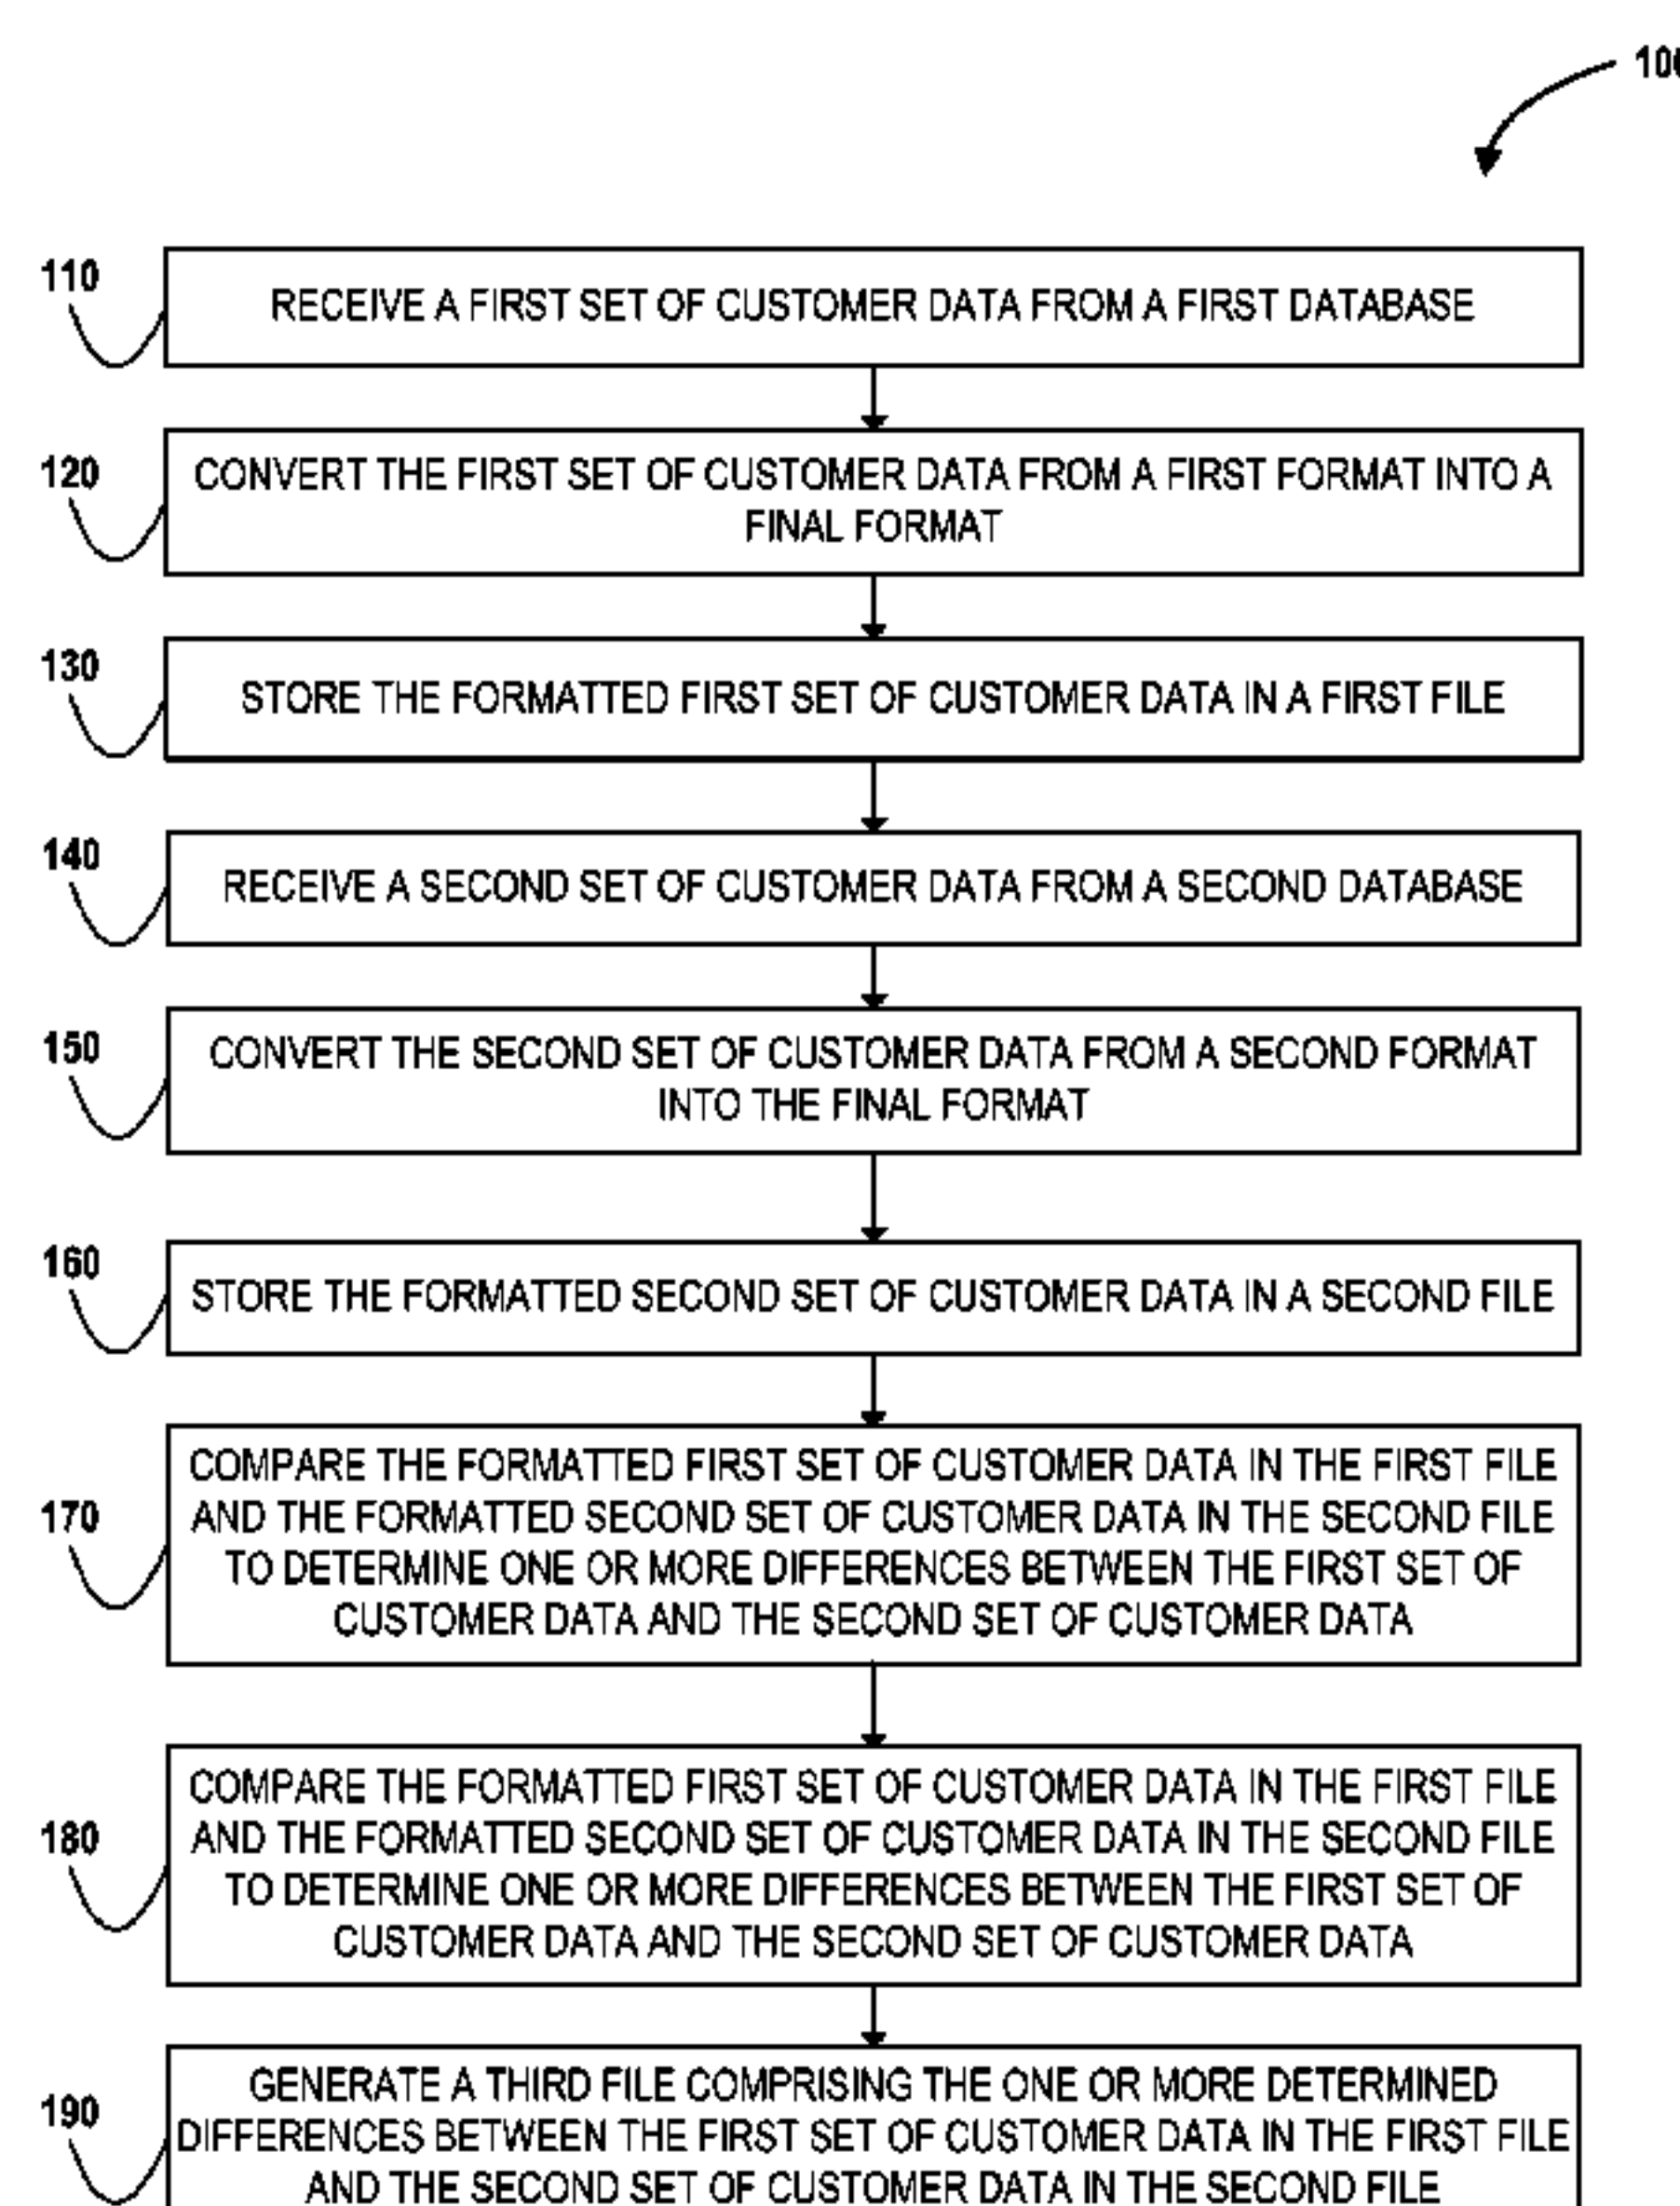 100
110
RECEIVE A FIRST SET OF CUSTOMER DATA FROM A FIRST DATABASE
120
CONVERT THE FIRST SET OF CUSTOMER DATA FROM A FIRST FORMAT INTO A
FINAL FORMAT
130
STORE THE FORMATTED FIRST SET OF CUSTOMER DATA IN A FIRST FILE
140
RECEIVE A SECOND SET OF CUSTOMER DATA FROM A SECOND DATABASE
150
CONVERT THE SECOND SET OF CUSTOMER DATA FROM A SECOND FORMAT
INTO THE FINAL FORMAT
160
STORE THE FORMATTED SECOND SET OF CUSTOMER DATA IN A SECOND FILE
170
COMPARE THE FORMATTED FIRST SET OF CUSTOMER DATA IN THE FIRST FILE
AND THE FORMATTED SECOND SET OF CUSTOMER DATA IN THE SECOND FILE
TO DETERMINE ONE OR MORE DIFFERENCES BETWEEN THE FIRST SET OF
CUSTOMER DATA AND THE SECOND SET OF CUSTOMER DATA
180
COMPARE THE FORMATTED FIRST SET OF CUSTOMER DATA IN THE FIRST FILE
AND THE FORMATTED SECOND SET OF CUSTOMER DATA IN THE SECOND FILE
TO DETERMINE ONE OR MORE DIFFERENCES BETWEEN THE FIRST SET OF
CUSTOMER DATA AND THE SECOND SET OF CUSTOMER DATA
190
GENERATE A THIRD FILE COMPRISING THE ONE OR MORE DETERMINED
DIFFERENCES BETWEEN THE FIRST SET OF CUSTOMER DATA IN THE FIRST FILE
AND THE SECOND SET OF CUSTOMER DATA IN THE SECOND FILE